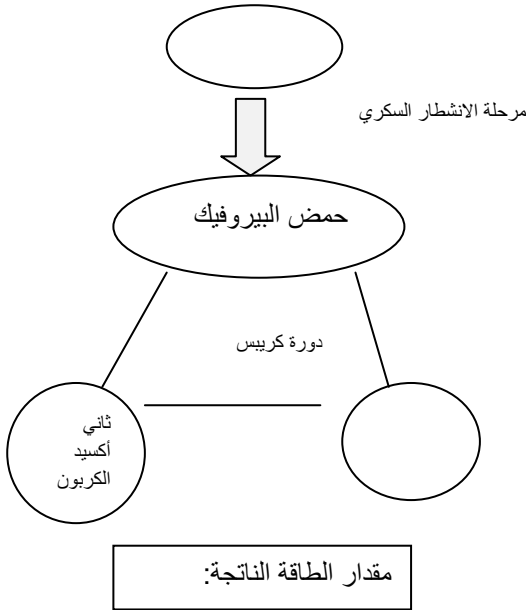 مرحلة الانشطار السكري
حمض البيروفيك
دورة كريبس
ثاني
أكسيد
الكربون
مقدار الطاقة الناتجة: